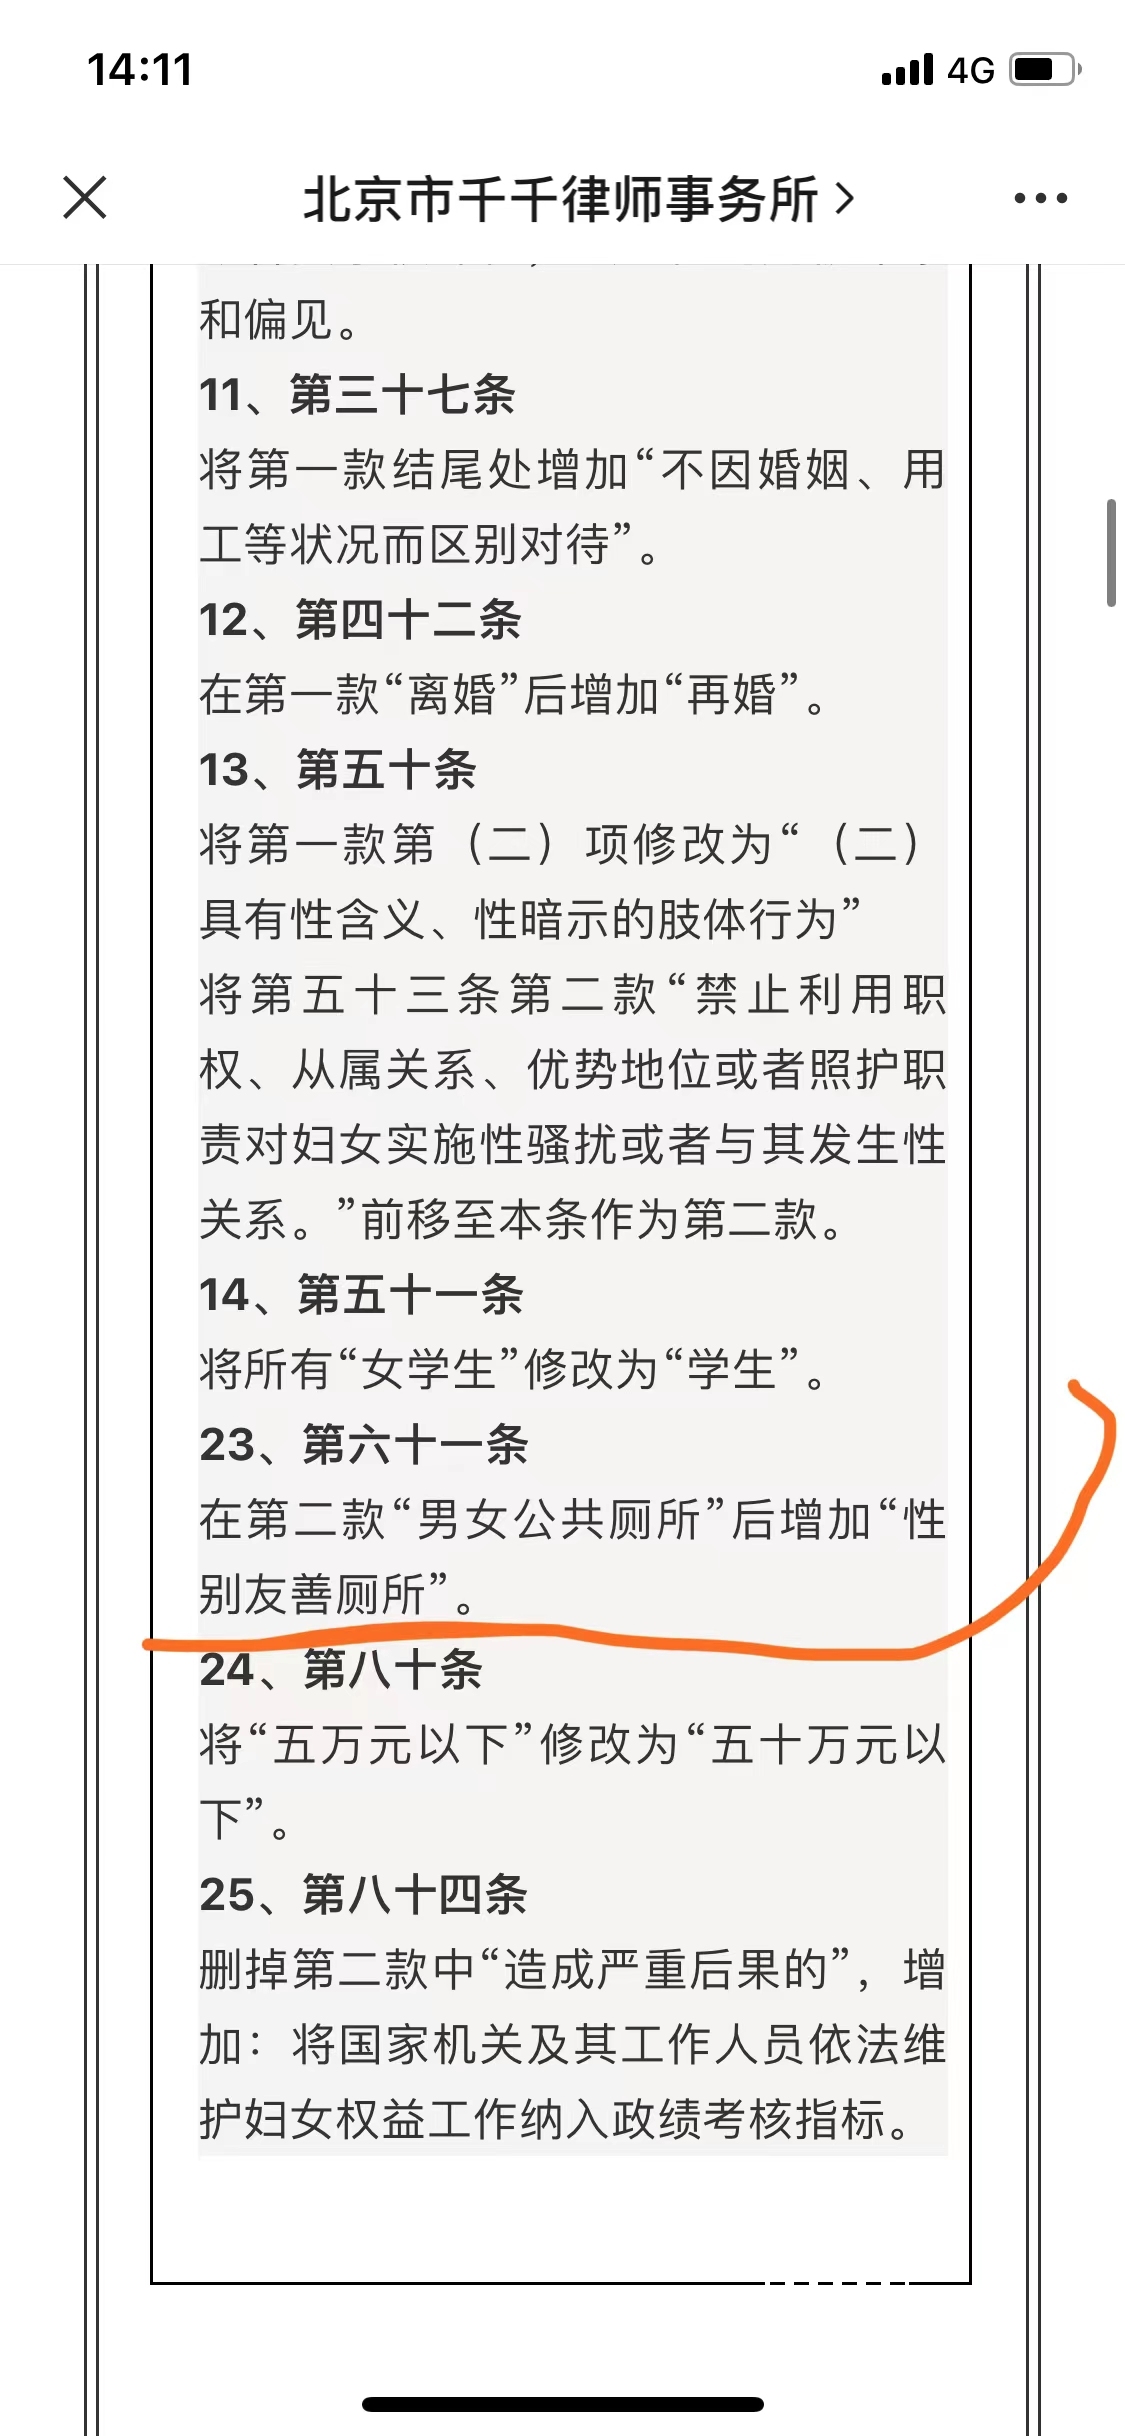 14:11
4G
北京市千千律师事务所
和偏见。
11、第三十七条
将第一款结尾处增加“不因婚姻、用
工等状况而区别对待”。
12、第四十二条
在第一款“离婚”后增加“再婚”。
13、第五十条
将第一款第（二）项修改为“（二）
具有性含义、性暗示的肢体行为”
将第五十三条第二款“禁止利用职
权、从属关系、优势地位或者照护职
责对妇女实施性骚扰或者与其发生性
关系。”前移至本条作为第二款。
14、第五十一条
将所有“女学生”修改为“学生”。
23、第六十一条
在第二款“男女公共厕所”后增加“性
别友善厕所”。
24、第八十条
将“五万元以下”修改为“五十万元以
下”。
25、第八十四条
删掉第二款中“造成严重后果的”，增
加：将国家机关及其工作人员依法维
护妇女权益工作纳入政绩考核指标。